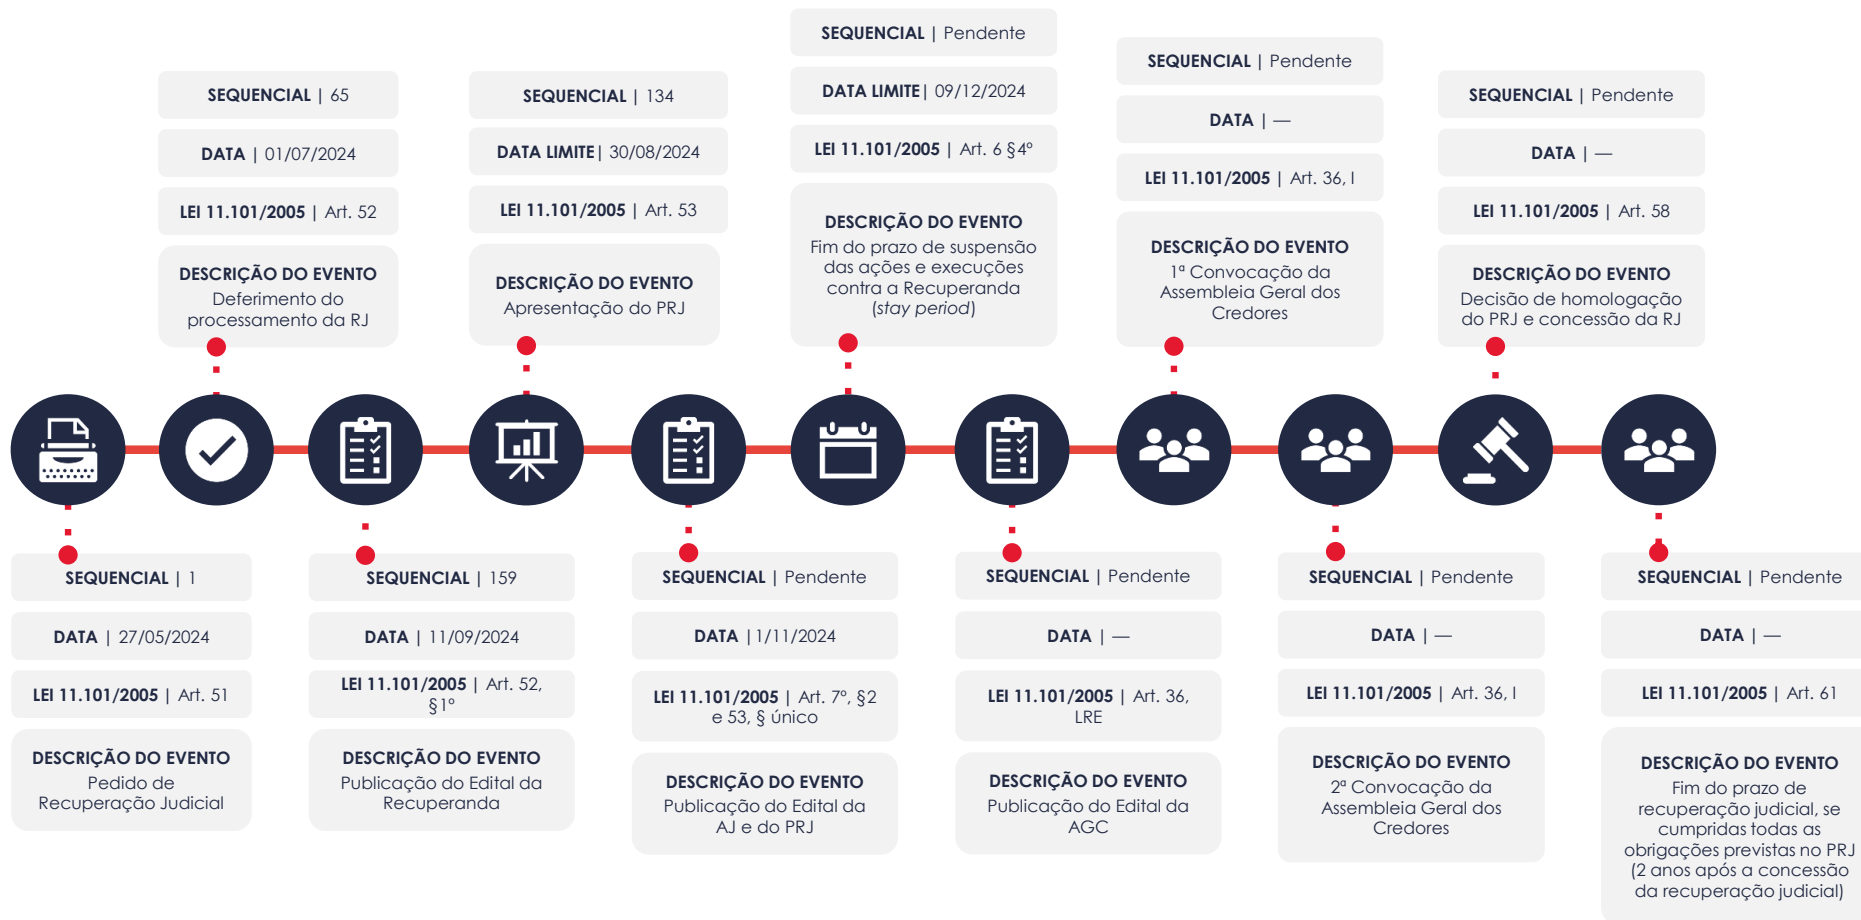 SEQUENCIAL | 65
DATA | 01/07/2024
LEI 11.101/2005 | Art. 52
DESCRIÇÃO DO EVENTO
Deferimento do
processamento da RJ
SEQUENCIAL | 134
DATA LIMITE| 30/08/2024
LEI 11.101/2005 | Art. 53
DESCRIÇÃO DO EVENTO
Apresentação do PRJ
SEQUENCIAL | Pendente
DATA LIMITE| 09/12/2024
LEI 11.101/2005 | Art. 6 §4º
DESCRIÇÃO DO EVENTO
Fim do prazo de suspensão
das ações e execuções
contra a Recuperanda
(stay period)
SEQUENCIAL | Pendente
DATA | —
LEI 11.101/2005 | Art. 36, I
DESCRIÇÃO DO EVENTO
1ª Convocação da
Assembleia Geral dos
Credores
SEQUENCIAL | Pendente
DATA | —
LEI 11.101/2005 | Art. 58
DESCRIÇÃO DO EVENTO
Decisão de homologação
do PRJ e concessão da RJ
SEQUENCIAL | 1
DATA | 27/05/2024
LEI 11.101/2005 | Art. 51
DESCRIÇÃO DO EVENTO
Pedido de
Recuperação Judicial
SEQUENCIAL | 159
DATA | 11/09/2024
LEI 11.101/2005 | Art. 52,
§1º
DESCRIÇÃO DO EVENTO
Publicação do Edital da
Recuperanda
SEQUENCIAL | Pendente
DATA |1/11/2024
LEI 11.101/2005 | Art. 7º, §2
e 53, § único
DESCRIÇÃO DO EVENTO
Publicação do Edital da
AJ e do PRJ
SEQUENCIAL | Pendente
DATA | —
LEI 11.101/2005 | Art. 36,
LRE
DESCRIÇÃO DO EVENTO
Publicação do Edital da
AGC
SEQUENCIAL | Pendente
DATA | —
LEI 11.101/2005 | Art. 36, I
DESCRIÇÃO DO EVENTO
2ª Convocação da
Assembleia Geral dos
Credores
SEQUENCIAL | Pendente
DATA | —
LEI 11.101/2005 | Art. 61
DESCRIÇÃO DO EVENTO
Fim do prazo de
recuperação judicial, se
cumpridas todas as
obrigações previstas no PRJ
(2 anos após a concessão
da recuperação judicial)